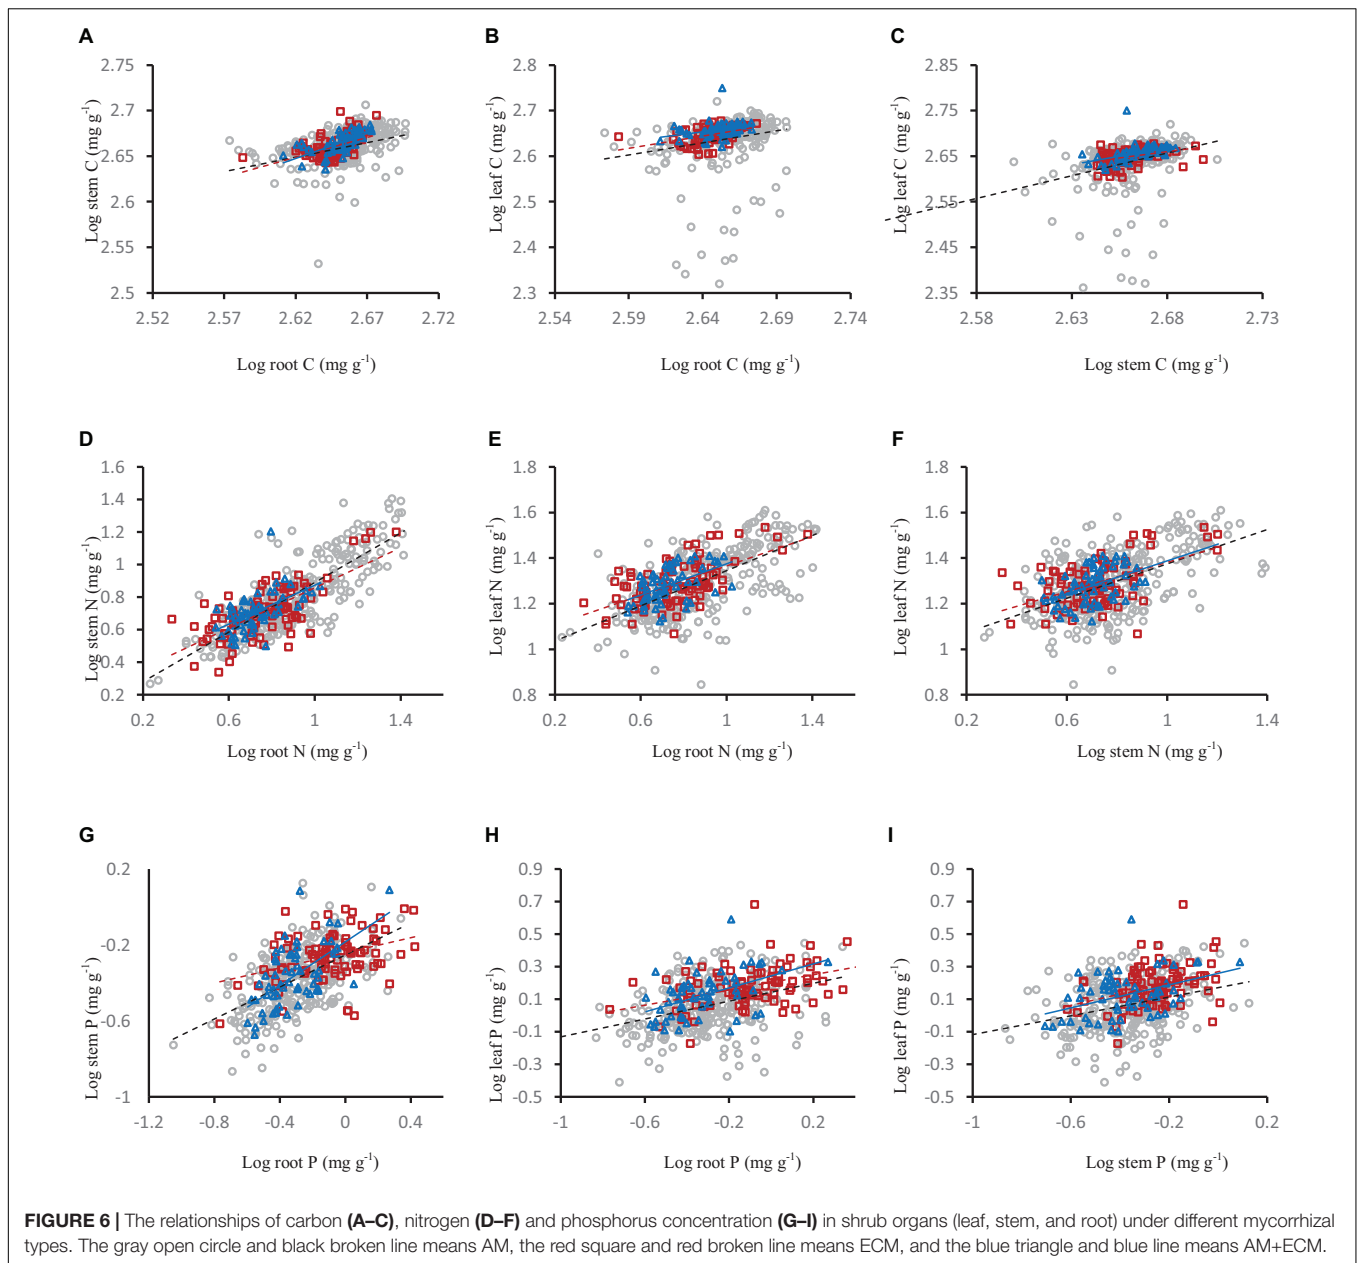 A
B
C
2.75
2.7
2.65
2.6
2.55
2.5
Log stem C (mg g-1)
2.52 2.57 2.62 2.67 2.72
Log root C (mg g-1)
2.8
2.7
2.6
2.5
2.4
2.3
Log leaf C (mg g-1)
2.54 2.59 2.64 2.69 2.74
Log root C (mg g-1)
2.85
2.75
2.65
2.55
2.45
2.35
Log leaf C (mg g-1)
2.58 2.63 2.68 2.73
Log stem C (mg g-1)
D
E
F
1.6
1.4
1.2
1
0.8
0.6
0.4
0.2
Log stem N (mg g-1)
0.2 0.6 1 1.4
Log root N (mg g-1)
1.8
1.6
1.4
1.2
1
0.8
Log leaf N (mg g-1)
0.2 0.6 1 1.4
Log root N (mg g-1)
1.8
1.6
1.4
1.2
1
0.8
Log leaf N (mg g-1)
0.2 0.6 1 1.4
Log stem N (mg g-1)
G
H
I
0.2
-0.2
-0.6
-1
Log stem P (mg g-1)
-1.2 -0.8 -0.4 0 0.4
Log root P (mg g-1)
0.9
0.7
0.5
0.3
0.1
-0.1
-0.3
-0.5
Log leaf P (mg g-1)
-1 -0.6 -0.2 0.2
Log root P (mg g-1)
0.9
0.7
0.5
0.3
0.1
-0.1
-0.3
-0.5
Log leaf P (mg g-1)
-1 -0.6 -0.2 0.2
Log stem P (mg g-1)
FIGURE 6 | The relationships of carbon (A–C), nitrogen (D–F) and phosphorus concentration (G–I) in shrub organs (leaf, stem, and root) under different mycorrhizal
types. The gray open circle and black broken line means AM, the red square and red broken line means ECM, and the blue triangle and blue line means AM+ECM.